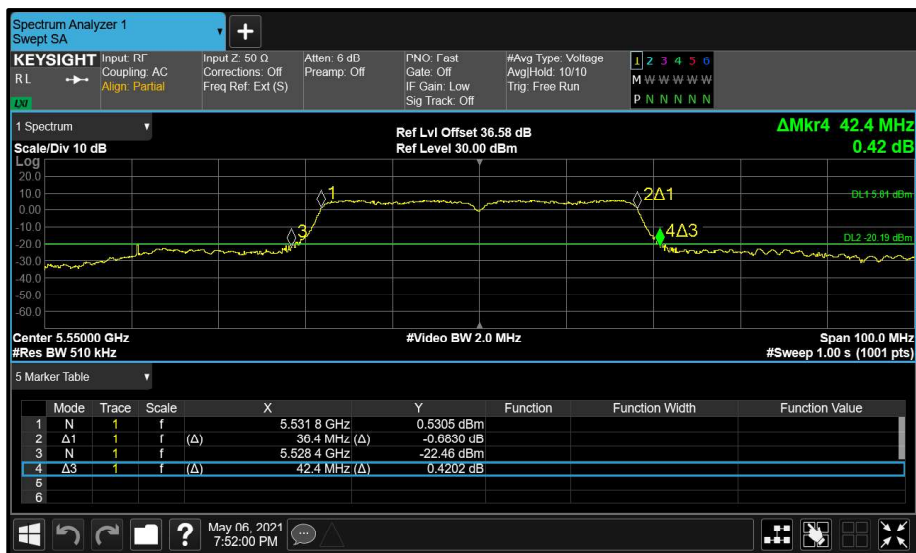 Spectrum Analyzer 1
Swept SA
KEYSIGHT Input: RF Input Z: 50 Ω Atten: 6 dB PNO: Fast #Avg Type: Voltage 1 2 3 4 5 6
RL Coupling: AC Corrections: Off Preamp: Off Gate: Off Avg|Hold: 10/10 M W W W W W
Align: Partial Freq Ref: Ext (S) IF Gain: Low Trig: Free Run
LXI Sig Track: Off P N N N N N
1 Spectrum Ref Lvl Offset 36.58 dB ΔMkr4 42.4 MHz
Scale/Div 10 dB Ref Level 30.00 dBm 0.42 dB
Log
20.0
10.0 1 2Δ1 DL1 5.81 dBm
0.00
-10.0 3 4Δ3
-20.0 DL2 -20.19 dBm
-30.0
-40.0
-50.0
-60.0
Center 5.55000 GHz #Video BW 2.0 MHz Span 100.0 MHz
#Res BW 510 kHz #Sweep 1.00 s (1001 pts)
5 Marker Table
Mode Trace Scale X Y Function Function Width Function Value
1 N 1 f 5.531 8 GHz 0.5305 dBm
2 Δ1 1 f (Δ) 36.4 MHz (Δ) -0.6830 dB
3 N 1 f 5.528 4 GHz -22.46 dBm
4 Δ3 1 f (Δ) 42.4 MHz (Δ) 0.4202 dB
5
6
? May 06, 2021
7:52:00 PM